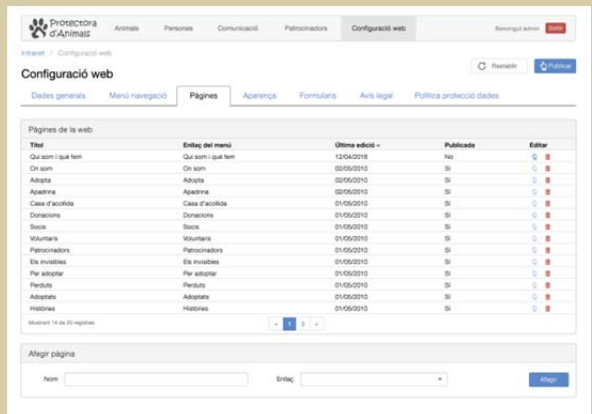 Protectora d'Animals
Animals Persones Comunicació Patrocinadors Configuració web Benvingut admin Sortir
Intranet / Configuració web
Configuració web
Restablir Publicar
Dades generals Menú navegació Pàgines Aparença Formularis Avís legal Política protecció dades
Pàgines de la web
Títol Enllaç del menú Última edició Publicada Editar
Qui som i què fem Qui som i què fem 12/04/2016 No
On som On som 02/05/2010 Sí
Adopta Adopta 02/05/2010 Sí
Apadrina Apadrina 02/05/2010 Sí
Casa d'acollida Casa d'acollida 01/05/2010 Sí
Donacions Donacions 01/05/2010 Sí
Socis Socis 01/05/2010 Sí
Voluntaris Voluntaris 01/05/2010 Sí
Patrocinadors Patrocinadors 01/05/2010 Sí
Els invisibles Els invisibles 01/05/2010 Sí
Per adoptar Per adoptar 01/05/2010 Sí
Perduts Perduts 01/05/2010 Sí
Adoptats Adoptats 01/05/2010 Sí
Històries Històries 01/05/2010 Sí
Mostrant 14 de 20 registres « 1 2 »
Afegir pàgina
Nom Enllaç Afegir